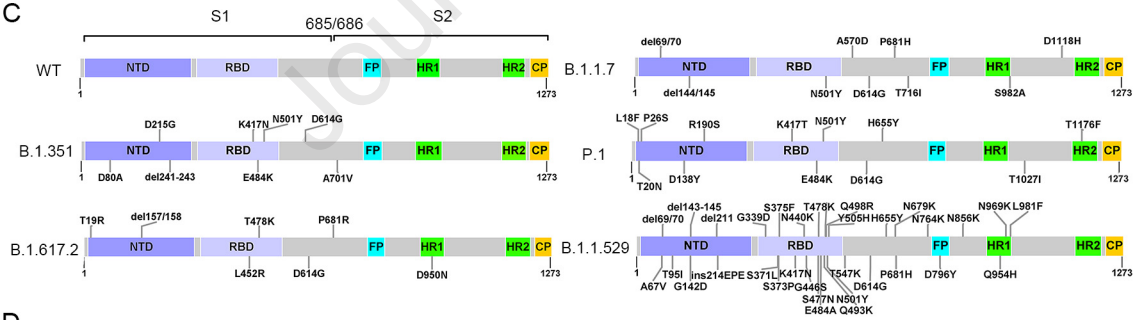 C
S1
685/686
S2
WT
NTD
RBD
FP
HR1
HR2
CP
1
1273
B.1.1.7
del69/70
A570D
P681H
D1118H
NTD
RBD
FP
HR1
HR2
CP
1
del144/145
N501Y
D614G
T716I
S982A
1273
B.1.351
D215G
K417N
N501Y
D614G
NTD
RBD
FP
HR1
HR2
CP
1
D80A
del241-243
E484K
A701V
1273
P.1
L18F
P26S
R190S
K417T
N501Y
H655Y
T1176F
NTD
RBD
FP
HR1
HR2
CP
1
T20N
D138Y
E484K
D614G
T1027I
1273
B.1.617.2
T19R
del157/158
T478K
P681R
NTD
RBD
FP
HR1
HR2
CP
1
L452R
D614G
D950N
1273
B.1.1.529
del143-145
S375F
T478K
Q498R
N679K
N969K
L981F
del69/70
del211
G339D
N440K
Y505H
H655Y
N764K
N856K
NTD
RBD
FP
HR1
HR2
CP
1
T95I
ins214EPE
S371L
K417N
T547K
P681H
D796Y
Q954H
1273
A67V
G142D
S373P
G446S
D614G
S477N
N501Y
E484A
Q493K
Jour